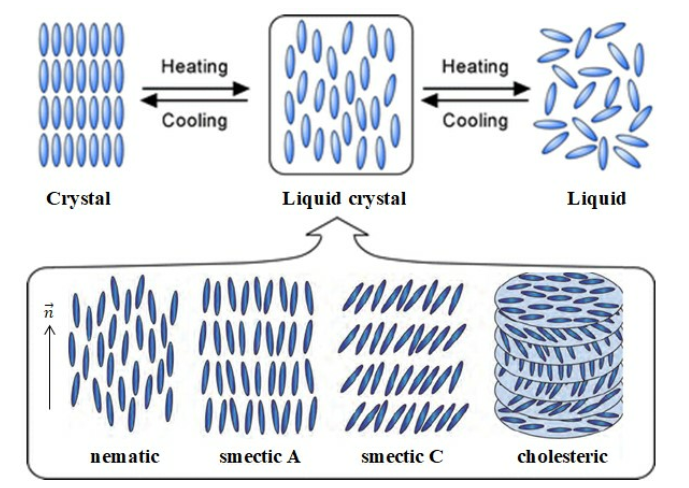 Heating
Cooling
Heating
Cooling
Crystal
Liquid crystal
Liquid
n⃗
nematic
smectic A
smectic C
cholesteric